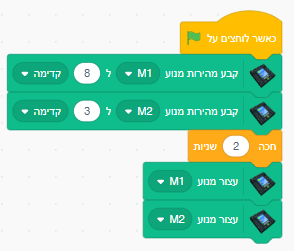 כאשר לוחצים על
קבע מהירות מנוע M1 ל 8 קדימה
קבע מהירות מנוע M2 ל 3 קדימה
חכה 2 שניות
עצור מנוע M1
עצור מנוע M2